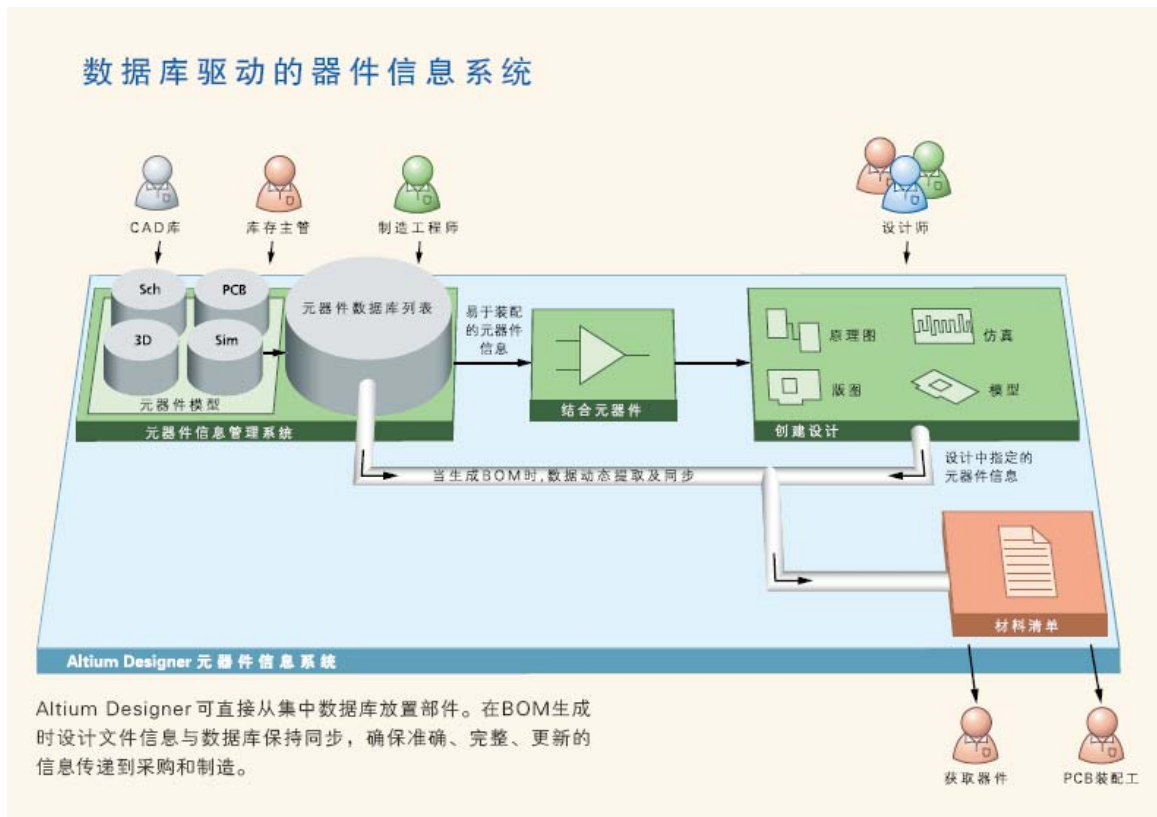 数据库驱动的器件信息系统
CAD库
库存主管
制造工程师
设计师
Sch
PCB
3D
Sim
元器件模型
元器件信息管理系统
元器件数据库列表
易于装配
的元器件
信息
结合元器件
原理图
仿真
版图
模型
创建设计
当生成BOM时,数据动态提取及同步
设计中指定的
元器件信息
材料清单
Altium Designer 元器件信息系统
Altium Designer可直接从集中数据库放置部件。在BOM生成
时设计文件信息与数据库保持同步，确保准确、完整、更新的
信息传递到采购和制造。
获取器件
PCB装配工